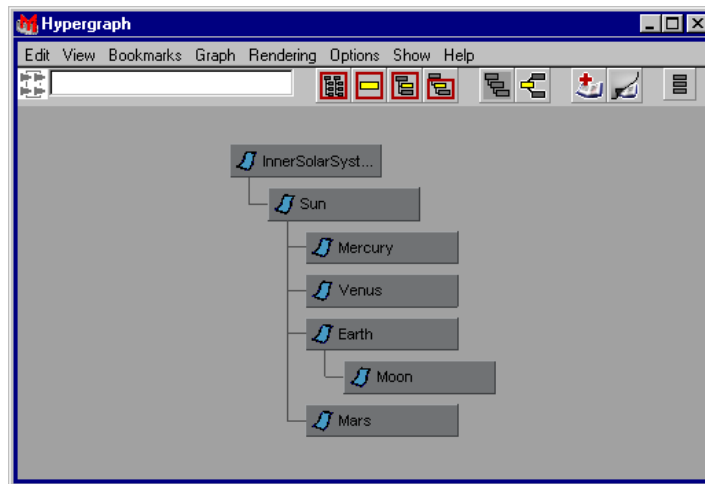 Hypergraph
Edit View Bookmarks Graph Rendering Options Show Help
InnerSolarSyst...
Sun
Mercury
Venus
Earth
Moon
Mars